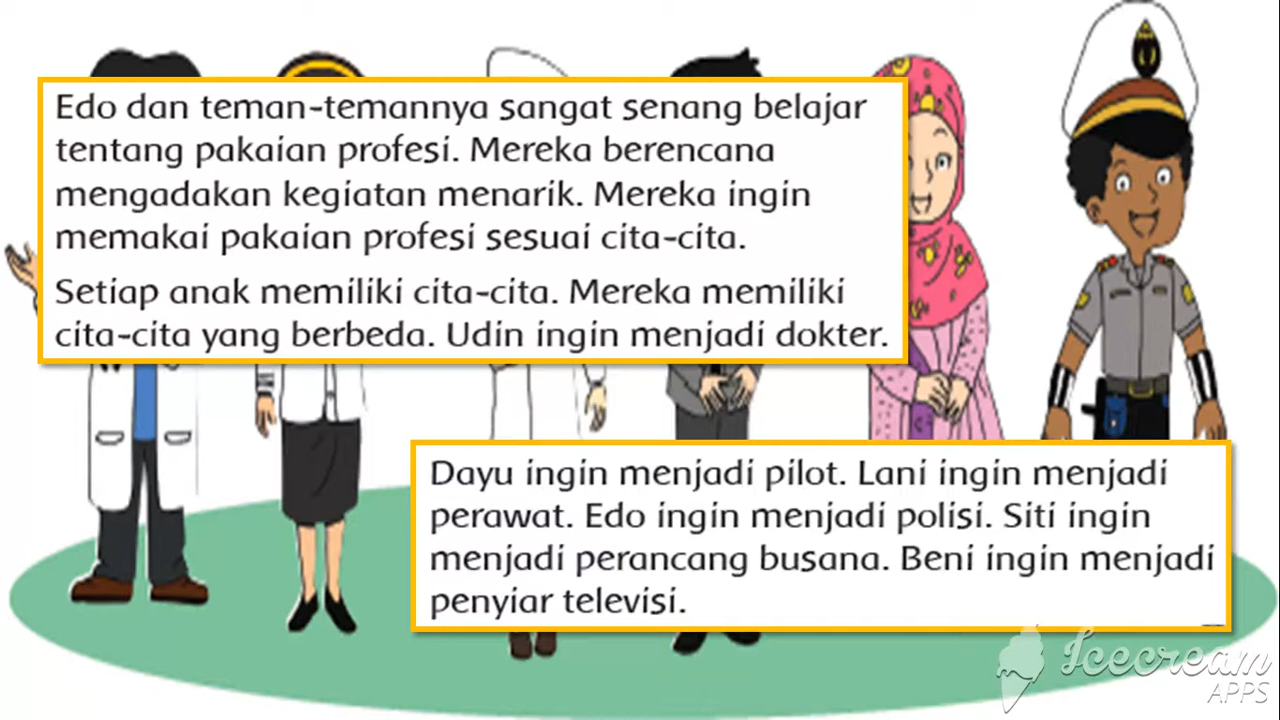 Edo dan teman-temannya sangat senang belajar
tentang pakaian profesi. Mereka berencana
mengadakan kegiatan menarik. Mereka ingin
memakai pakaian profesi sesuai cita-cita.
Setiap anak memiliki cita-cita. Mereka memiliki
cita-cita yang berbeda. Udin ingin menjadi dokter.
Dayu ingin menjadi pilot. Lani ingin menjadi
perawat. Edo ingin menjadi polisi. Siti ingin
menjadi perancang busana. Beni ingin menjadi
penyiar televisi.
Icecream
APPS